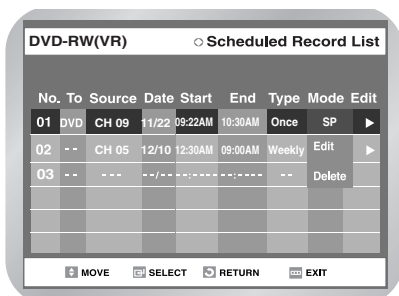 DVD-RW(VR) Scheduled Record List
No. To Source Date Start End Type Mode Edit
01 DVD CH 09 11/22 09:22AM 10:30AM Once SP ▶
02 -- CH 05 12/10 12:30AM 09:00AM Weekly Edit ▶
03 -- --- --/-- --:-- --:-- -- Delete
MOVE SELECT RETURN EXIT